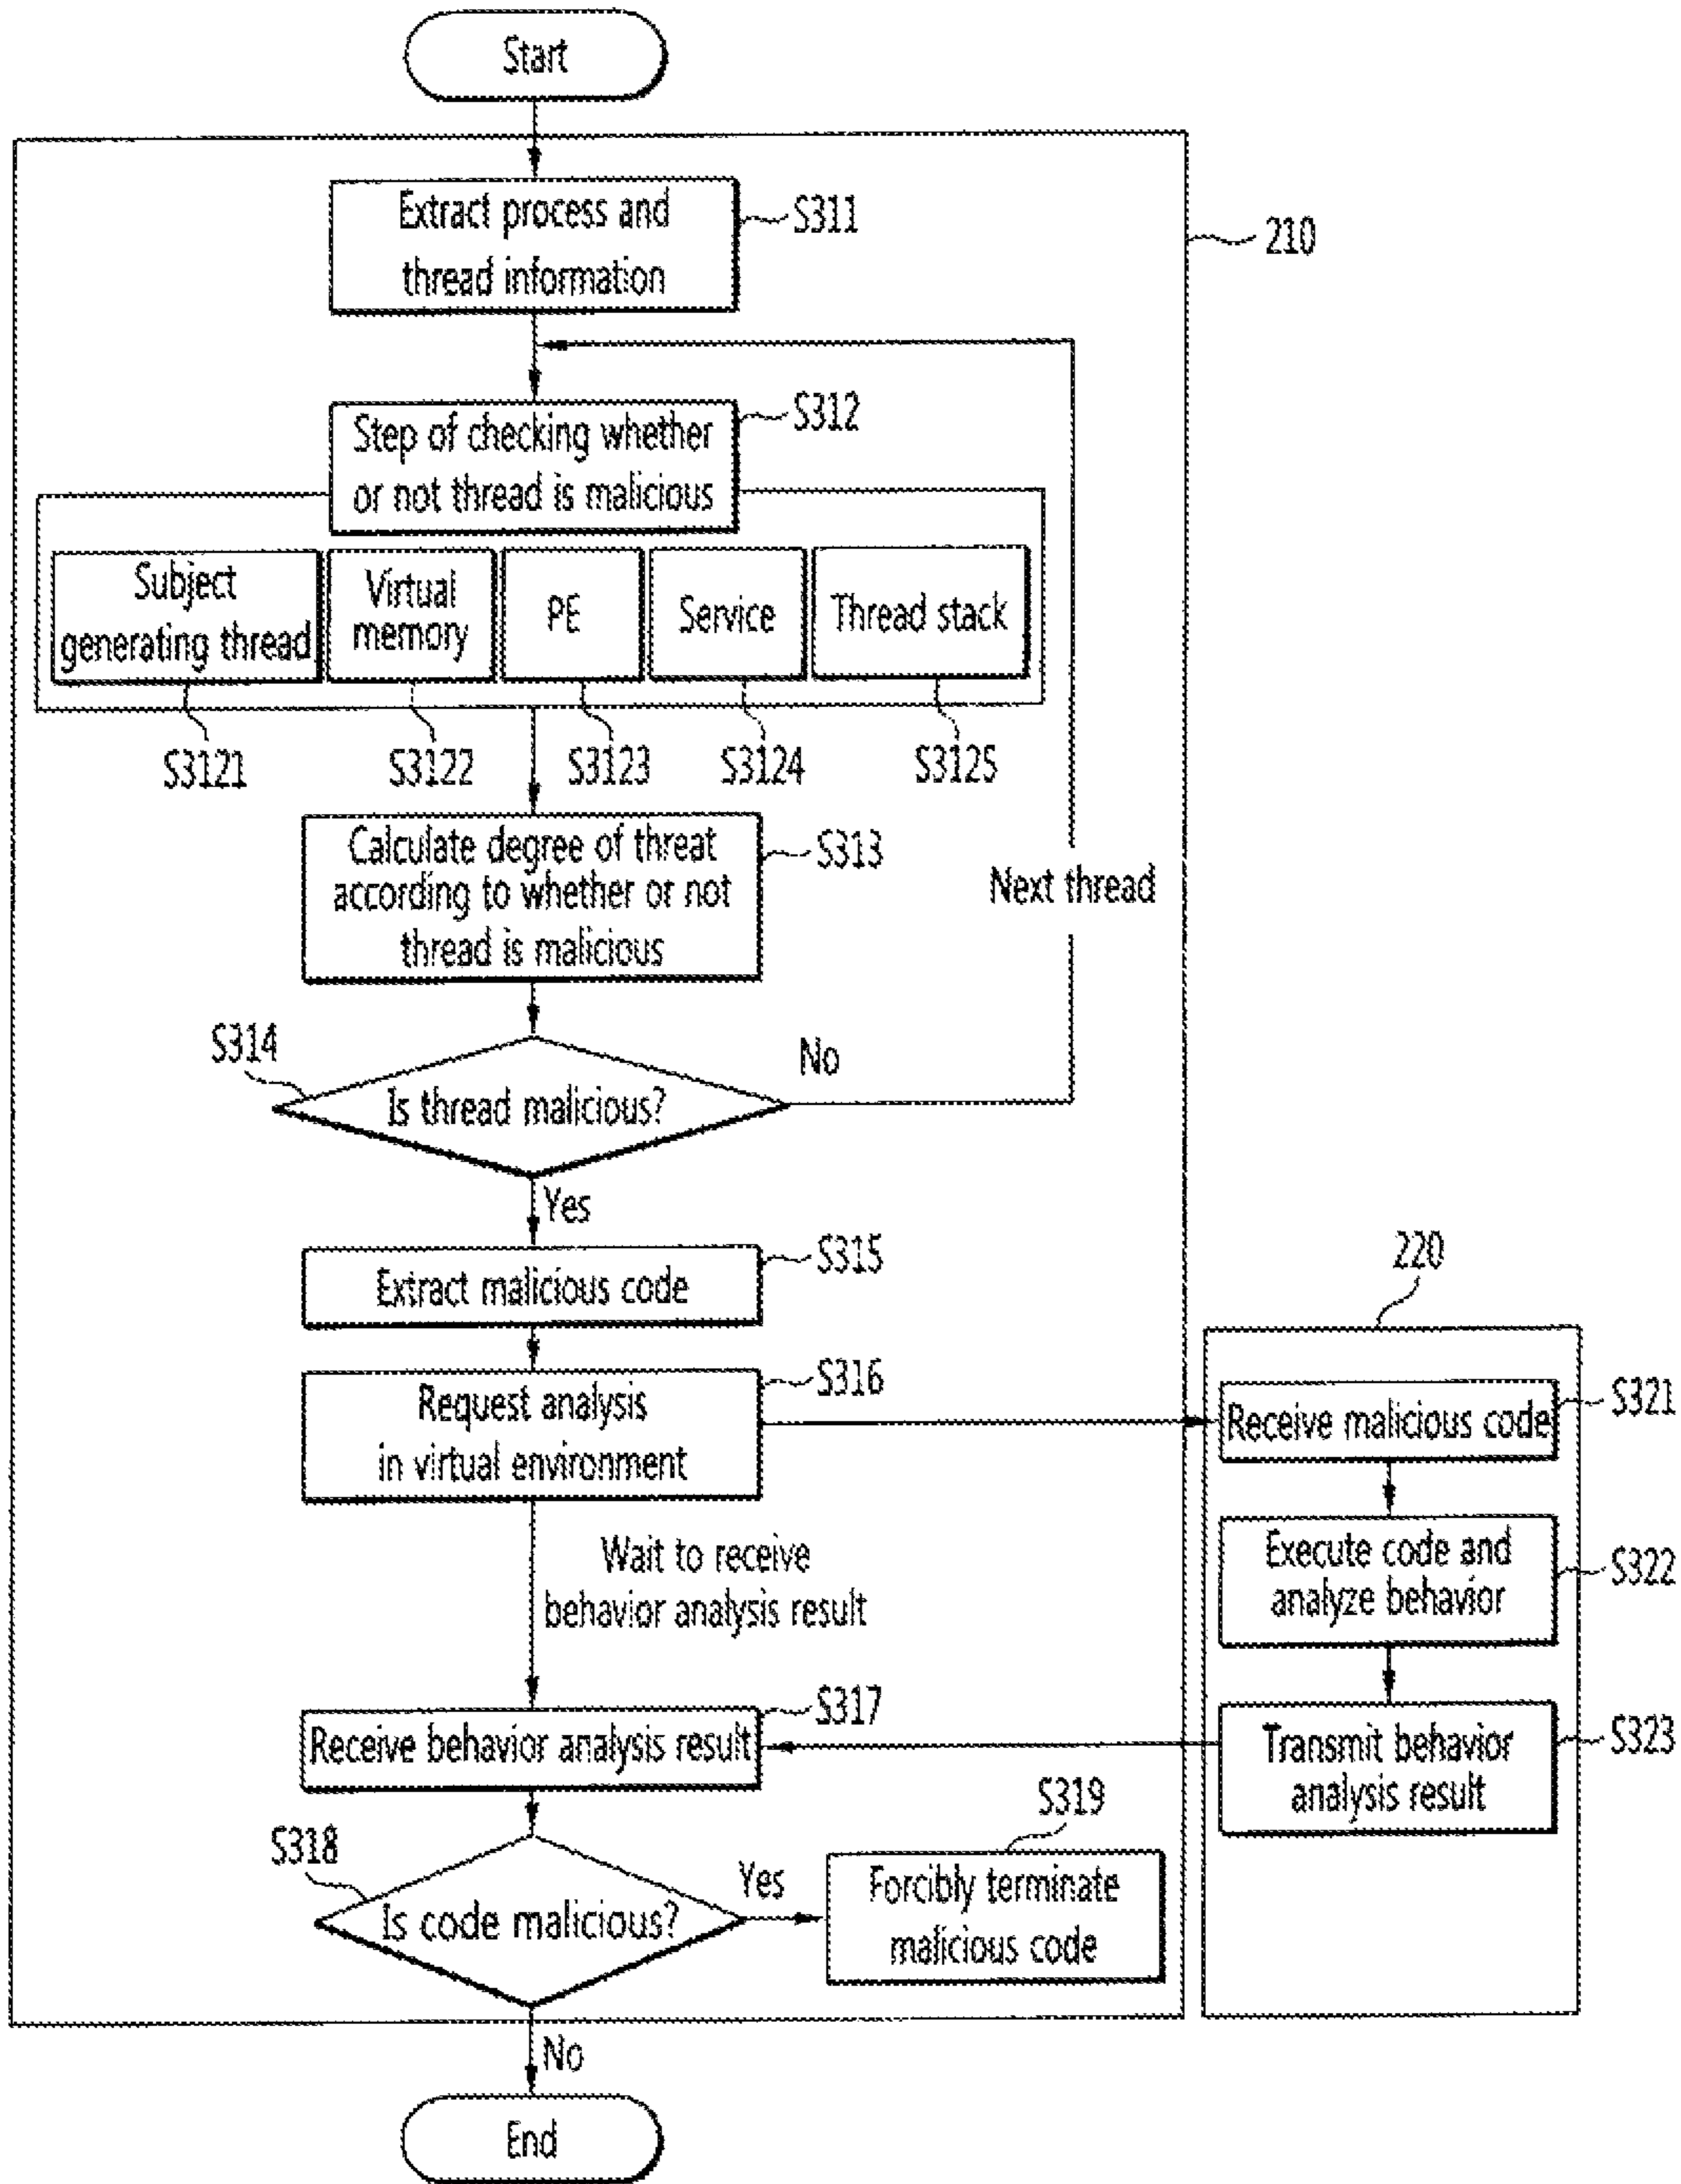 Start
Extract process and
thread information
S311
210
Step of checking whether
or not thread is malicious
S312
Subject
generating thread
Virtual
memory
PE
Service
Thread stack
S3121
S3122
S3123
S3124
S3125
Calculate degree of threat
according to whether or not
thread is malicious
S313
Next thread
S314
Is thread malicious?
No
Yes
Extract malicious code
S315
220
Request analysis
in virtual environment
S316
Receive malicious code
S321
Wait to receive
behavior analysis result
Execute code and
analyze behavior
S322
Receive behavior analysis result
S317
Transmit behavior
analysis result
S323
S318
Is code malicious?
Yes
S319
Forcibly terminate
malicious code
No
End